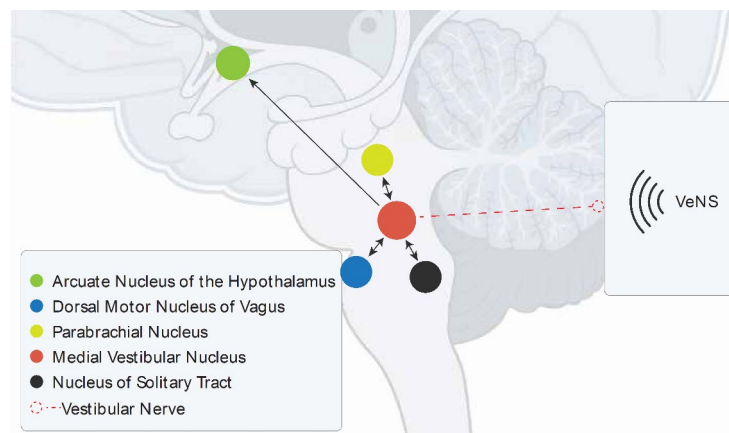 VeNS
Arcuate Nucleus of the Hypothalamus
Dorsal Motor Nucleus of Vagus
Parabrachial Nucleus
Medial Vestibular Nucleus
Nucleus of Solitary Tract
Vestibular Nerve